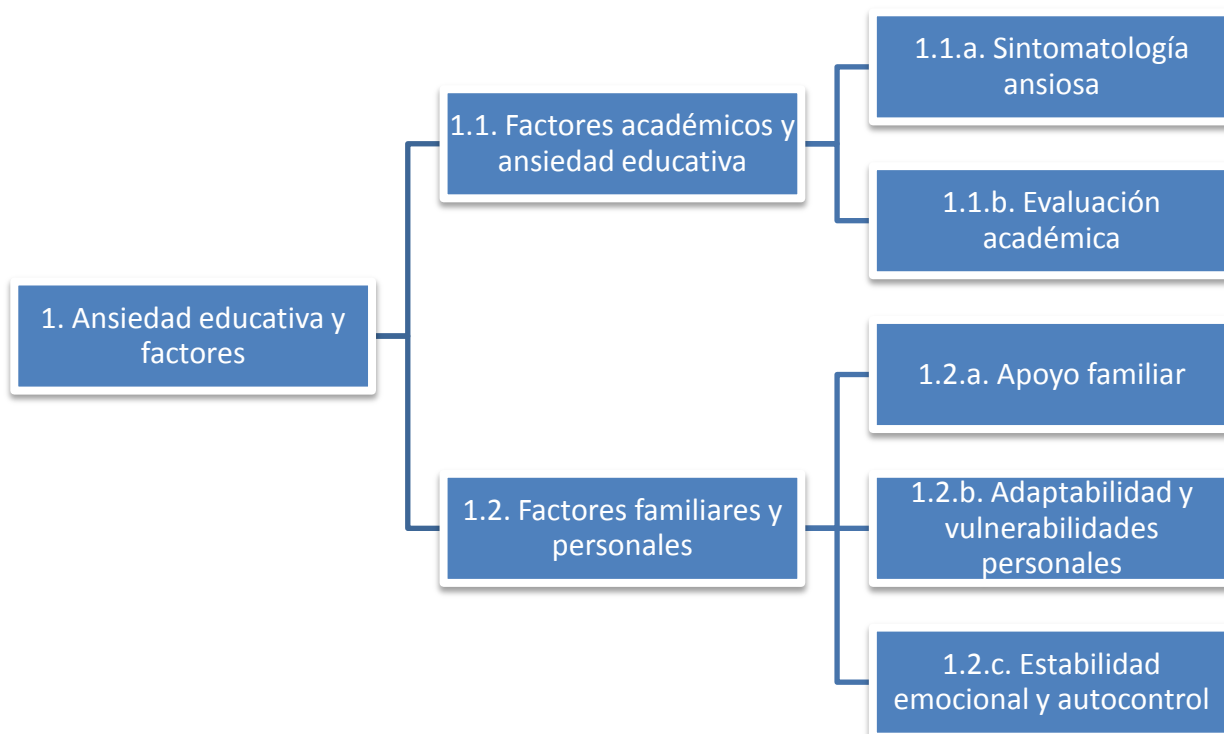 1. Ansiedad educativa y
factores
1.1. Factores académicos y
ansiedad educativa
1.1.a. Sintomatología
ansiosa
1.1.b. Evaluación
académica
1.2. Factores familiares y
personales
1.2.a. Apoyo familiar
1.2.b. Adaptabilidad y
vulnerabilidades
personales
1.2.c. Estabilidad
emocional y autocontrol